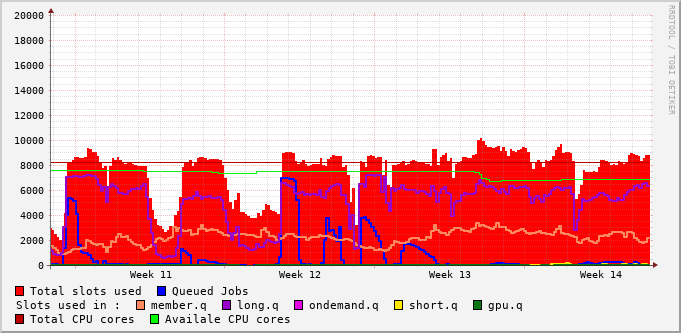 20000
18000
16000
14000
12000
10000
8000
6000
4000
2000
0
Week 11 Week 12 Week 13 Week 14
RRDTOOL / TOBI OETIKER
Total slots used Queued Jobs
Slots used in : member.q long.q ondemand.q short.q gpu.q
Total CPU cores Availale CPU cores